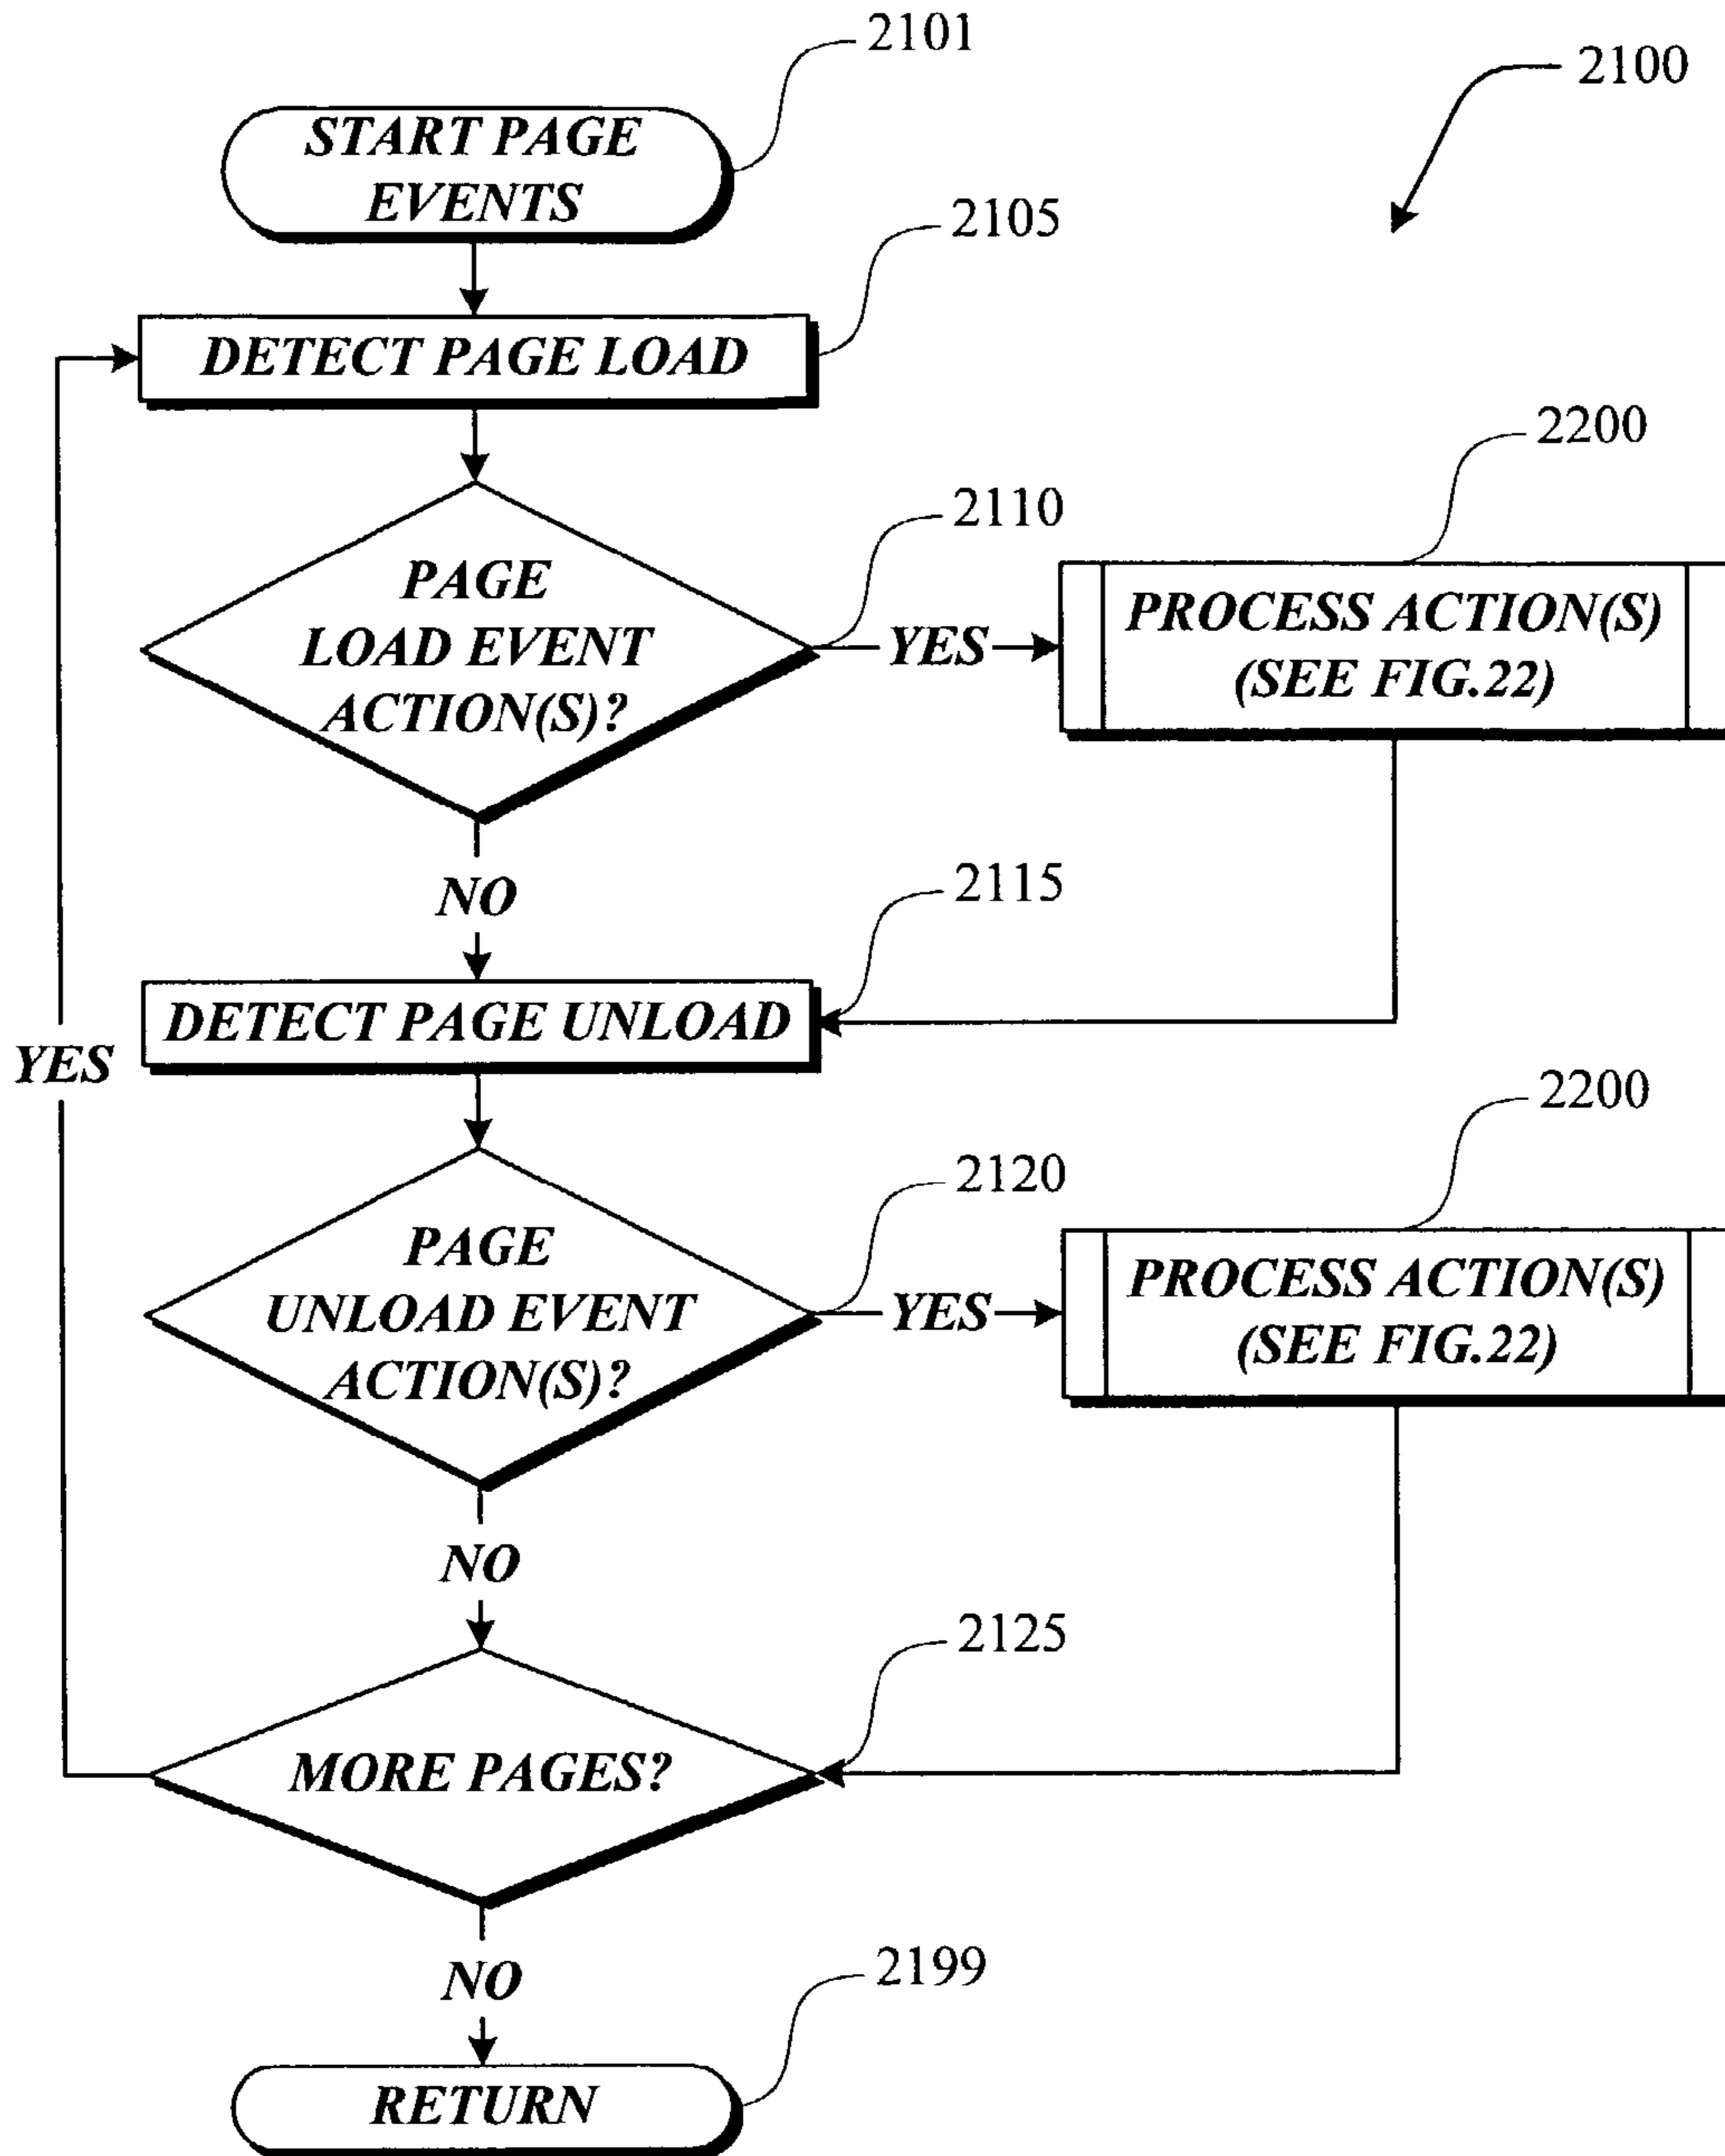 2101
2100
START PAGE
EVENTS
2105
DETECT PAGE LOAD
2200
2110
PAGE
LOAD EVENT
ACTION(S)?
YES
PROCESS ACTION(S)
(SEE FIG.22)
NO
2115
DETECT PAGE UNLOAD
YES
2200
2120
PAGE
UNLOAD EVENT
ACTION(S)?
YES
PROCESS ACTION(S)
(SEE FIG.22)
NO
2125
MORE PAGES?
NO
2199
RETURN